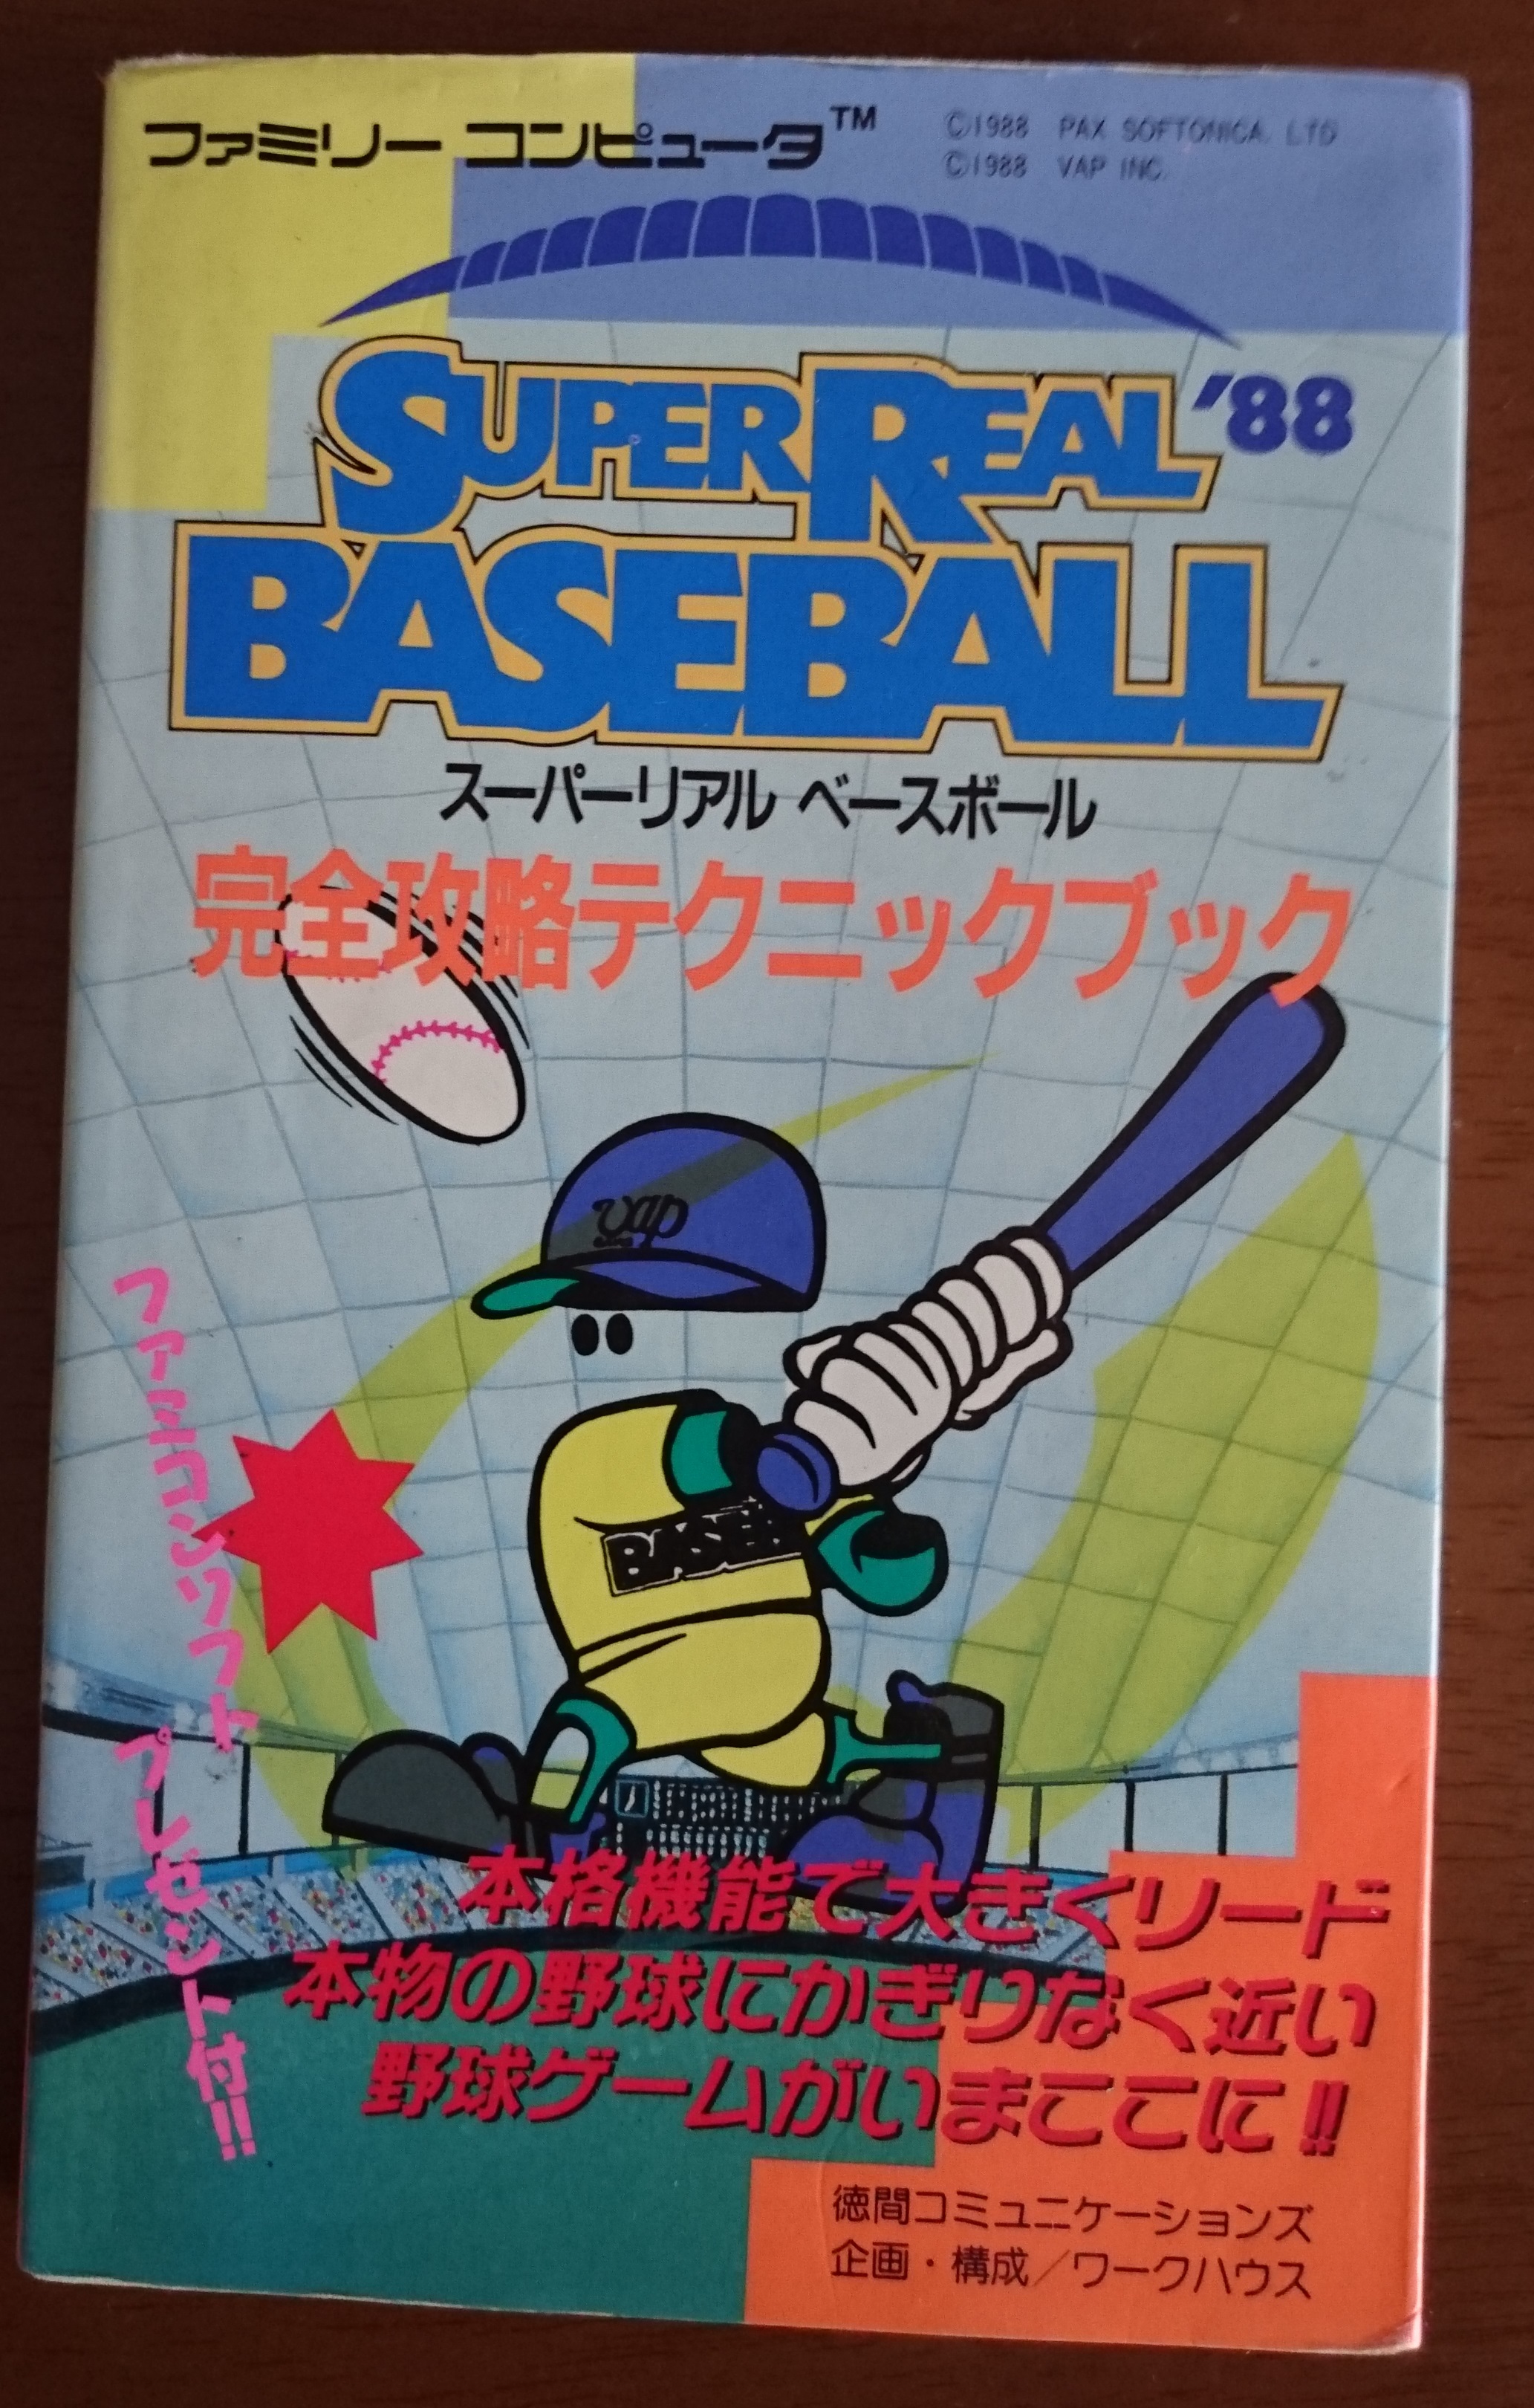 ファミリー コンピュータ™
©1988 PAX SOFTONICA. LTD
©1988 VAP INC.
SUPER REAL '88
BASEBALL
スーパーリアル ベースボール
完全攻略テクニックブック
vap
BASEB
ファミコンソフト
プレゼント付!!
本格機能で大きくリード
本物の野球にかぎりなく近い
野球ゲームがいまここに!!
徳間コミュニケーションズ
企画・構成/ワークハウス